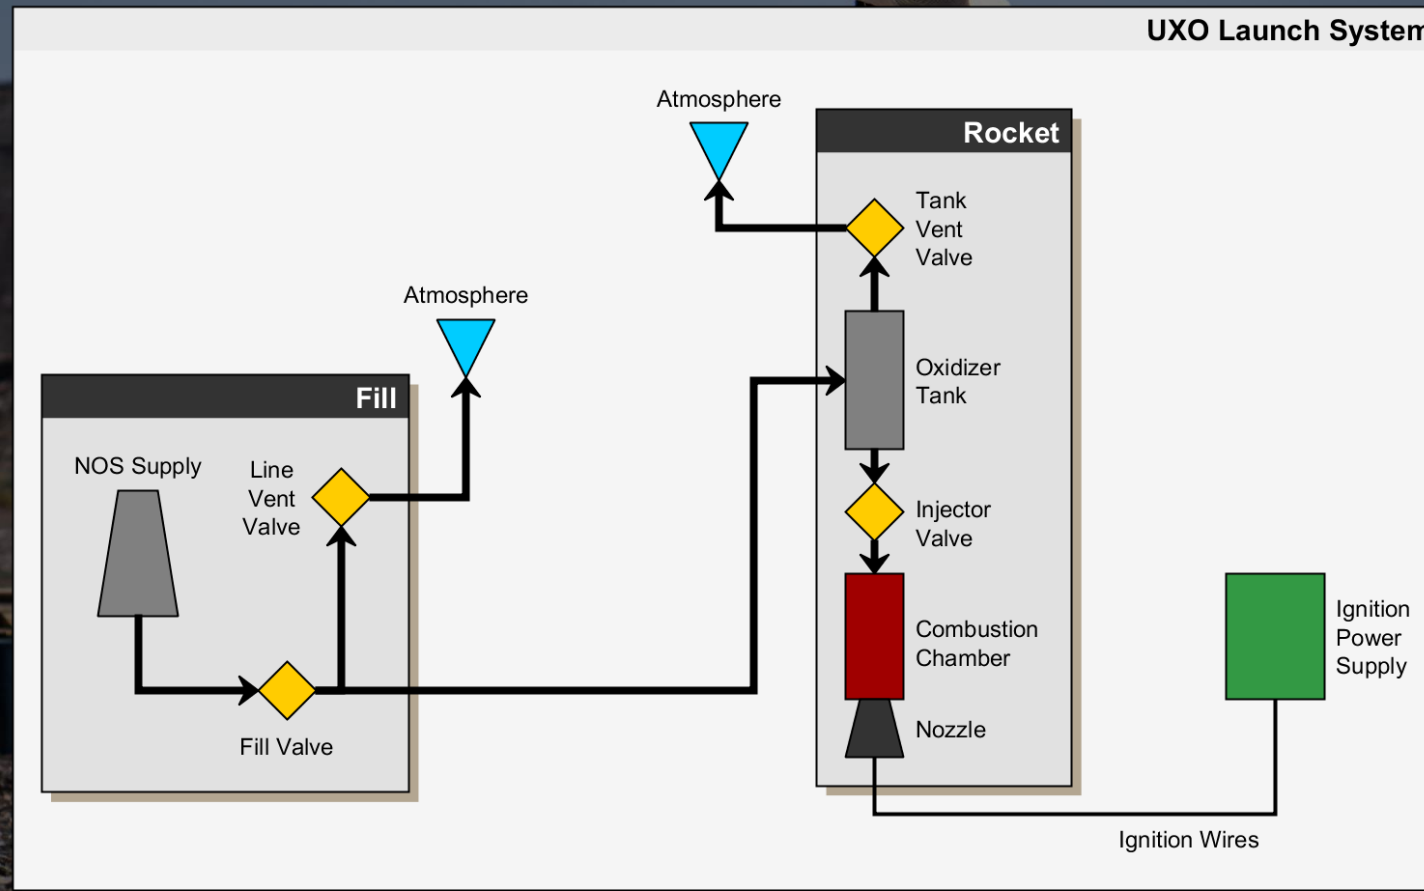 UXO Launch System
Atmosphere
Rocket
Tank
Vent
Valve
Atmosphere
Oxidizer
Tank
Fill
NOS Supply
Line
Vent
Valve
Injector
Valve
Combustion
Chamber
Ignition
Power
Supply
Nozzle
Fill Valve
Ignition Wires